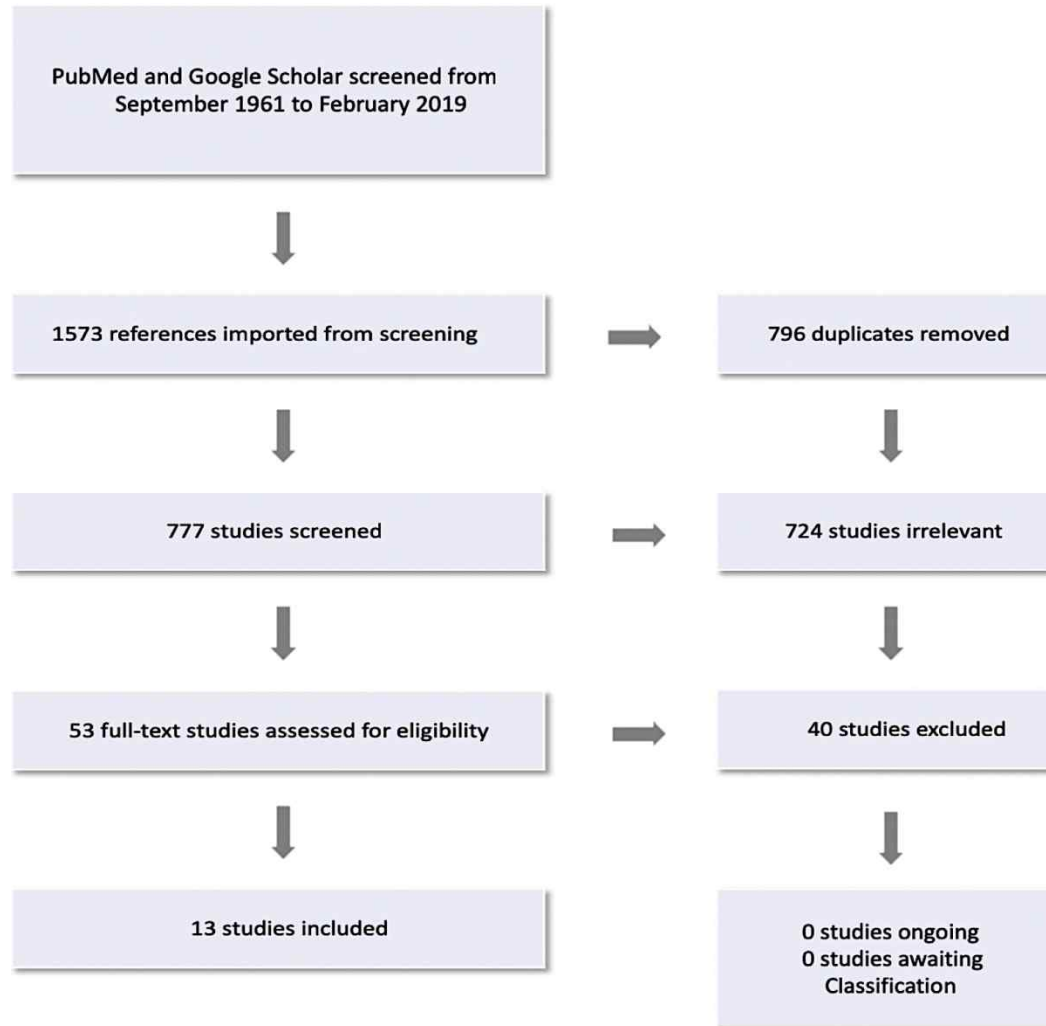 PubMed and Google Scholar screened from
September 1961 to February 2019
1573 references imported from screening
796 duplicates removed
777 studies screened
724 studies irrelevant
53 full-text studies assessed for eligibility
40 studies excluded
13 studies included
0 studies ongoing
0 studies awaiting
Classification